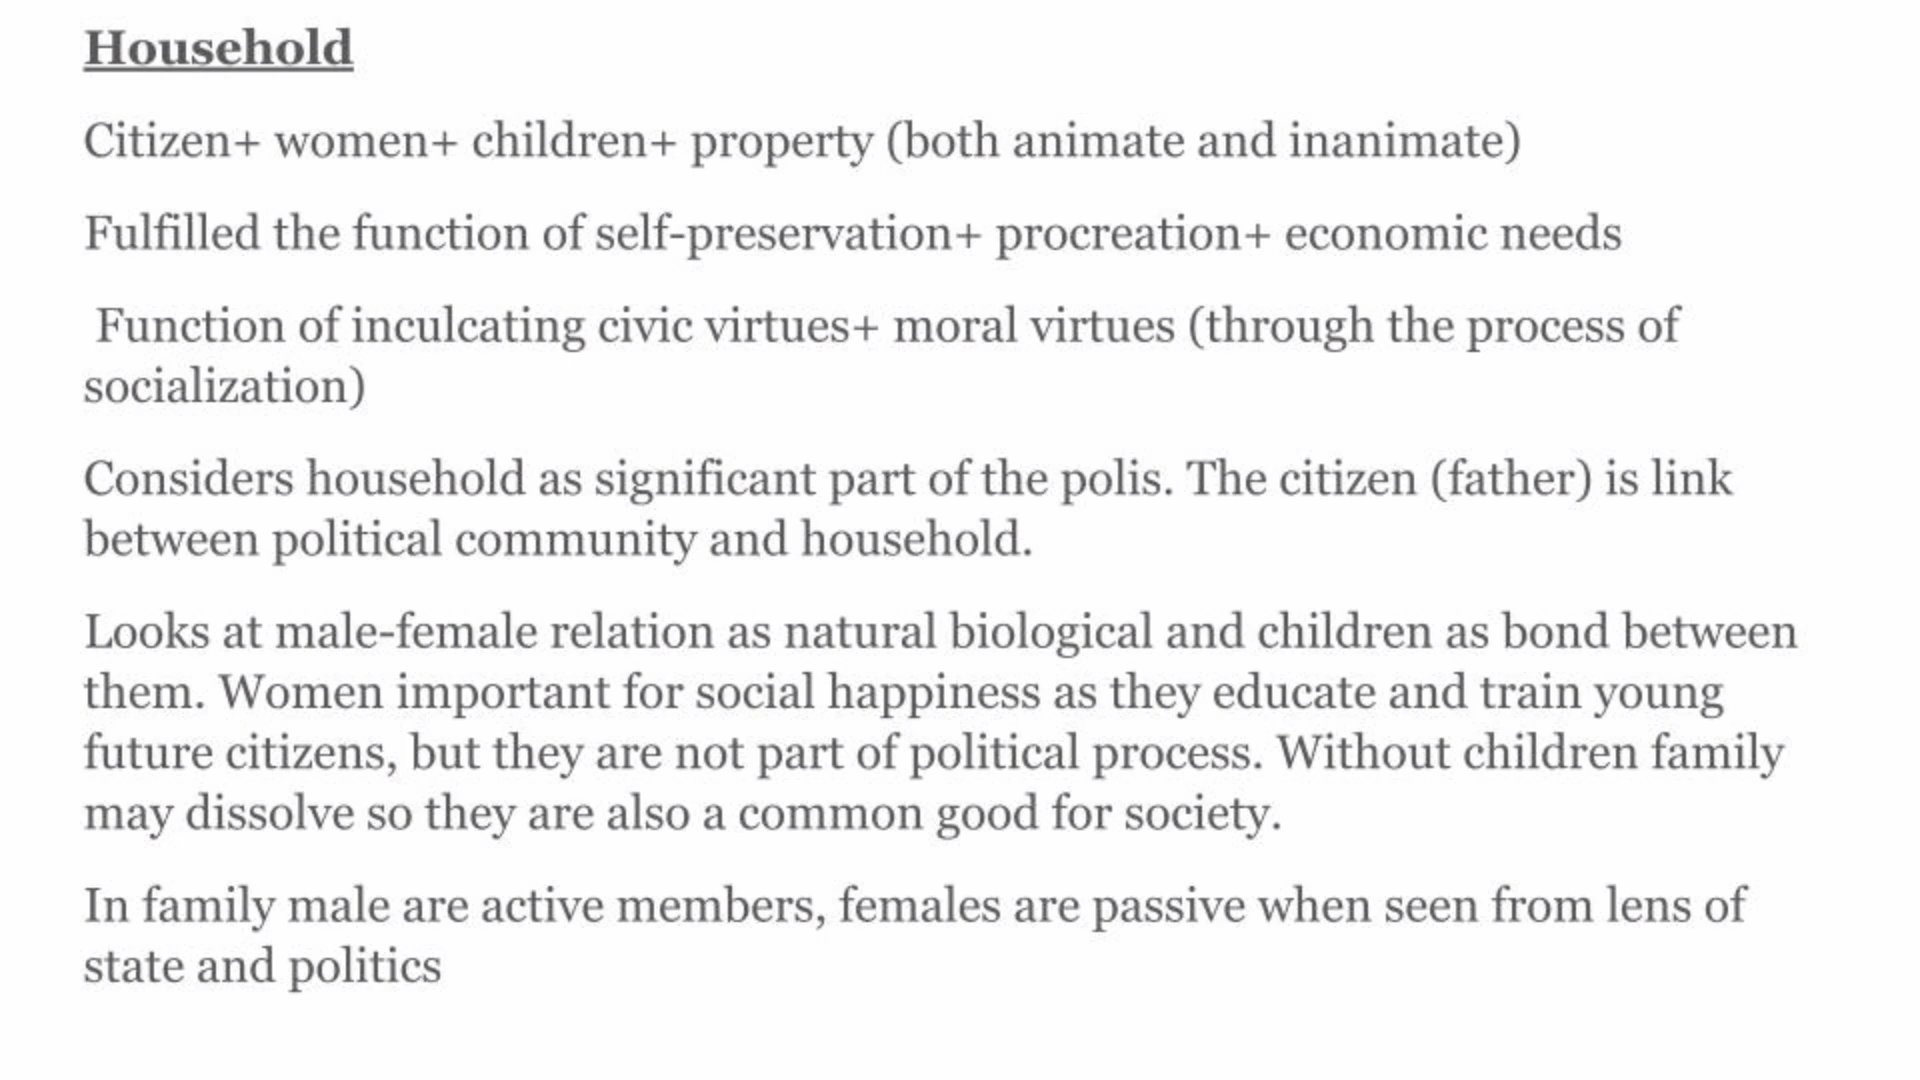 Household
Citizen+ women+ children+ property (both animate and inanimate)
Fulfilled the function of self-preservation+ procreation+ economic needs
Function of inculcating civic virtues+ moral virtues (through the process of
socialization)
Considers household as significant part of the polis. The citizen (father) is link
between political community and household.
Looks at male-female relation as natural biological and children as bond between
them. Women important for social happiness as they educate and train young
future citizens, but they are not part of political process. Without children family
may dissolve so they are also a common good for society.
In family male are active members, females are passive when seen from lens of
state and politics